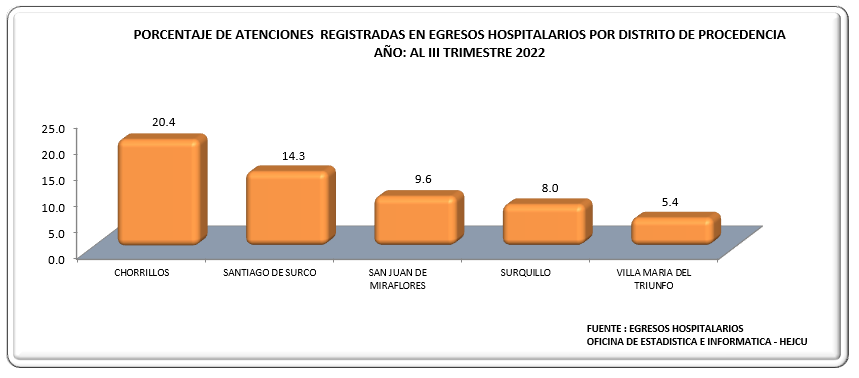 PORCENTAJE DE ATENCIONES REGISTRADAS EN EGRESOS HOSPITALARIOS POR DISTRITO DE PROCEDENCIA
AÑO: AL III TRIMESTRE 2022
25.0
20.0
15.0
10.0
5.0
0.0
20.4
14.3
9.6
8.0
5.4
CHORRILLOS
SANTIAGO DE SURCO
SAN JUAN DE
MIRAFLORES
SURQUILLO
VILLA MARIA DEL
TRIUNFO
FUENTE : EGRESOS HOSPITALARIOS
OFICINA DE ESTADISTICA E INFORMATICA - HEJCU